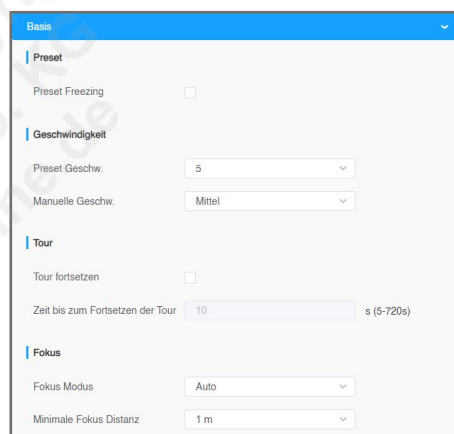 Basis
Preset
Preset Freezing
Geschwindigkeit
Preset Geschw. 5
Manuelle Geschw. Mittel
Tour
Tour fortsetzen
Zeit bis zum Fortsetzen der Tour 10 s (5-720s)
Fokus
Fokus Modus Auto
Minimale Fokus Distanz 1 m